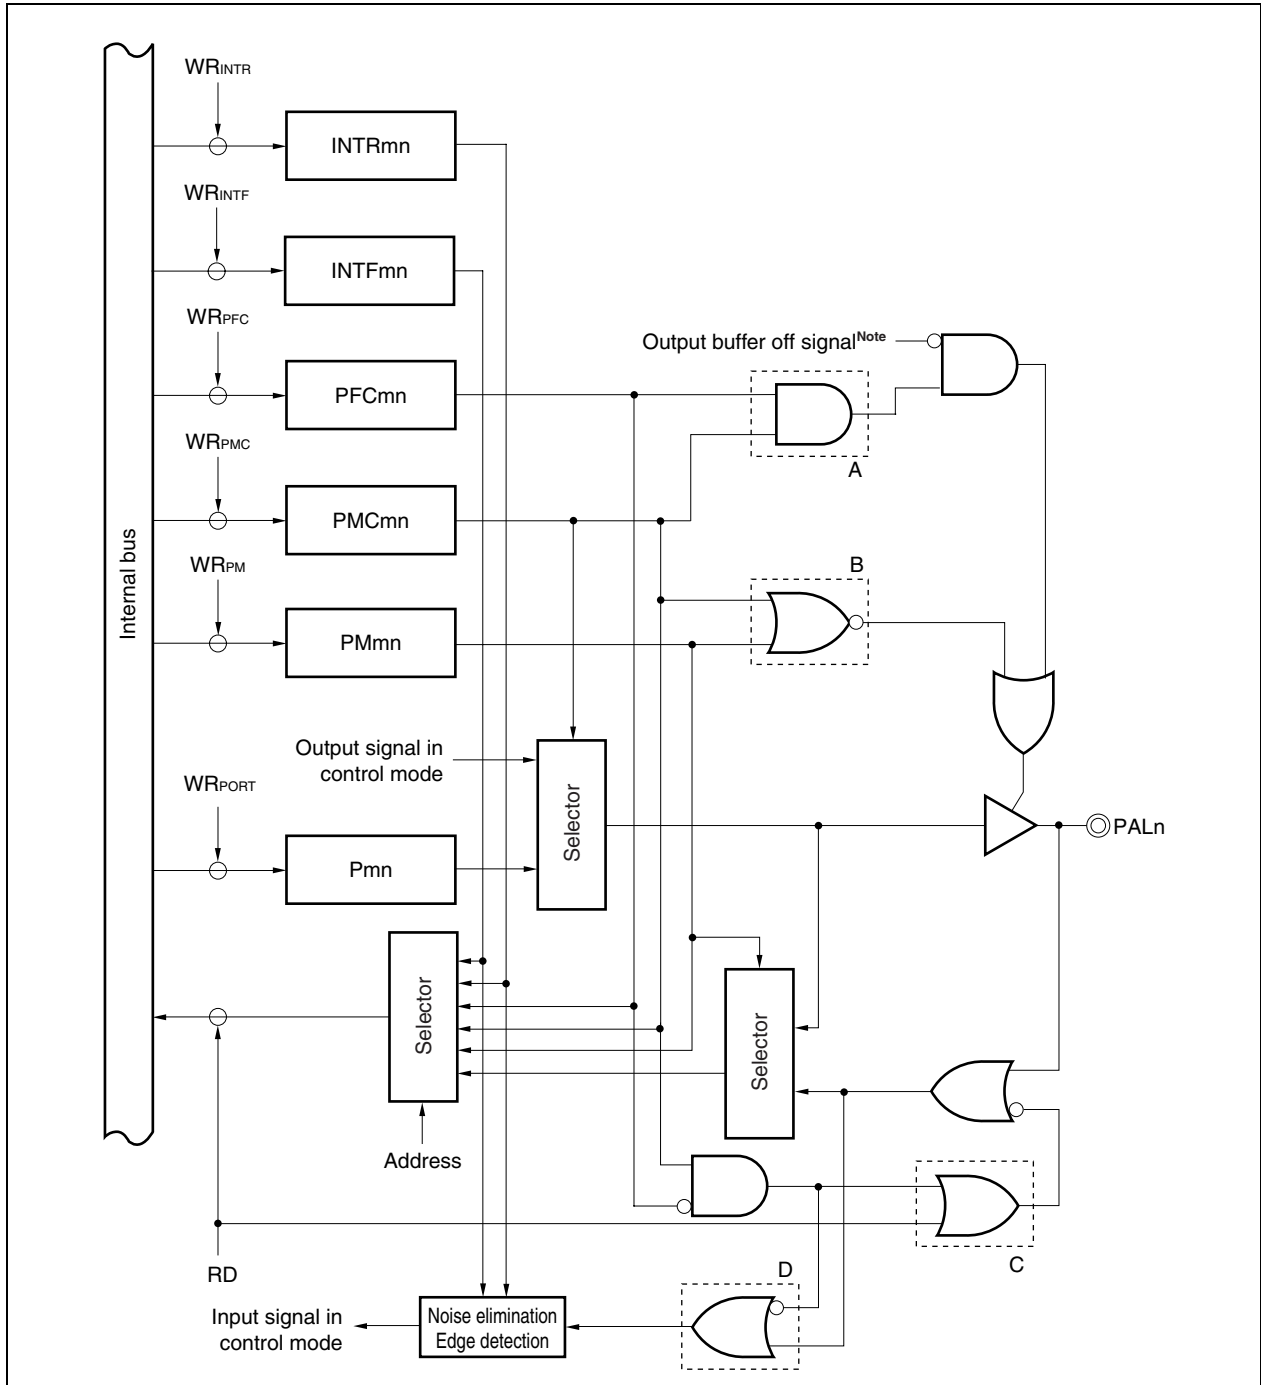 WRINTR
INTRmn
WRINTF
INTFmn
WRPFC
PFCmn
Output buffer off signalNote
A
WRPMC
PMCmn
Internal bus
WRPM
PMmn
B
Output signal in
control mode
Selector
WRPORT
Pmn
PALn
Selector
Selector
Address
C
RD
D
Input signal in
control mode
Noise elimination
Edge detection